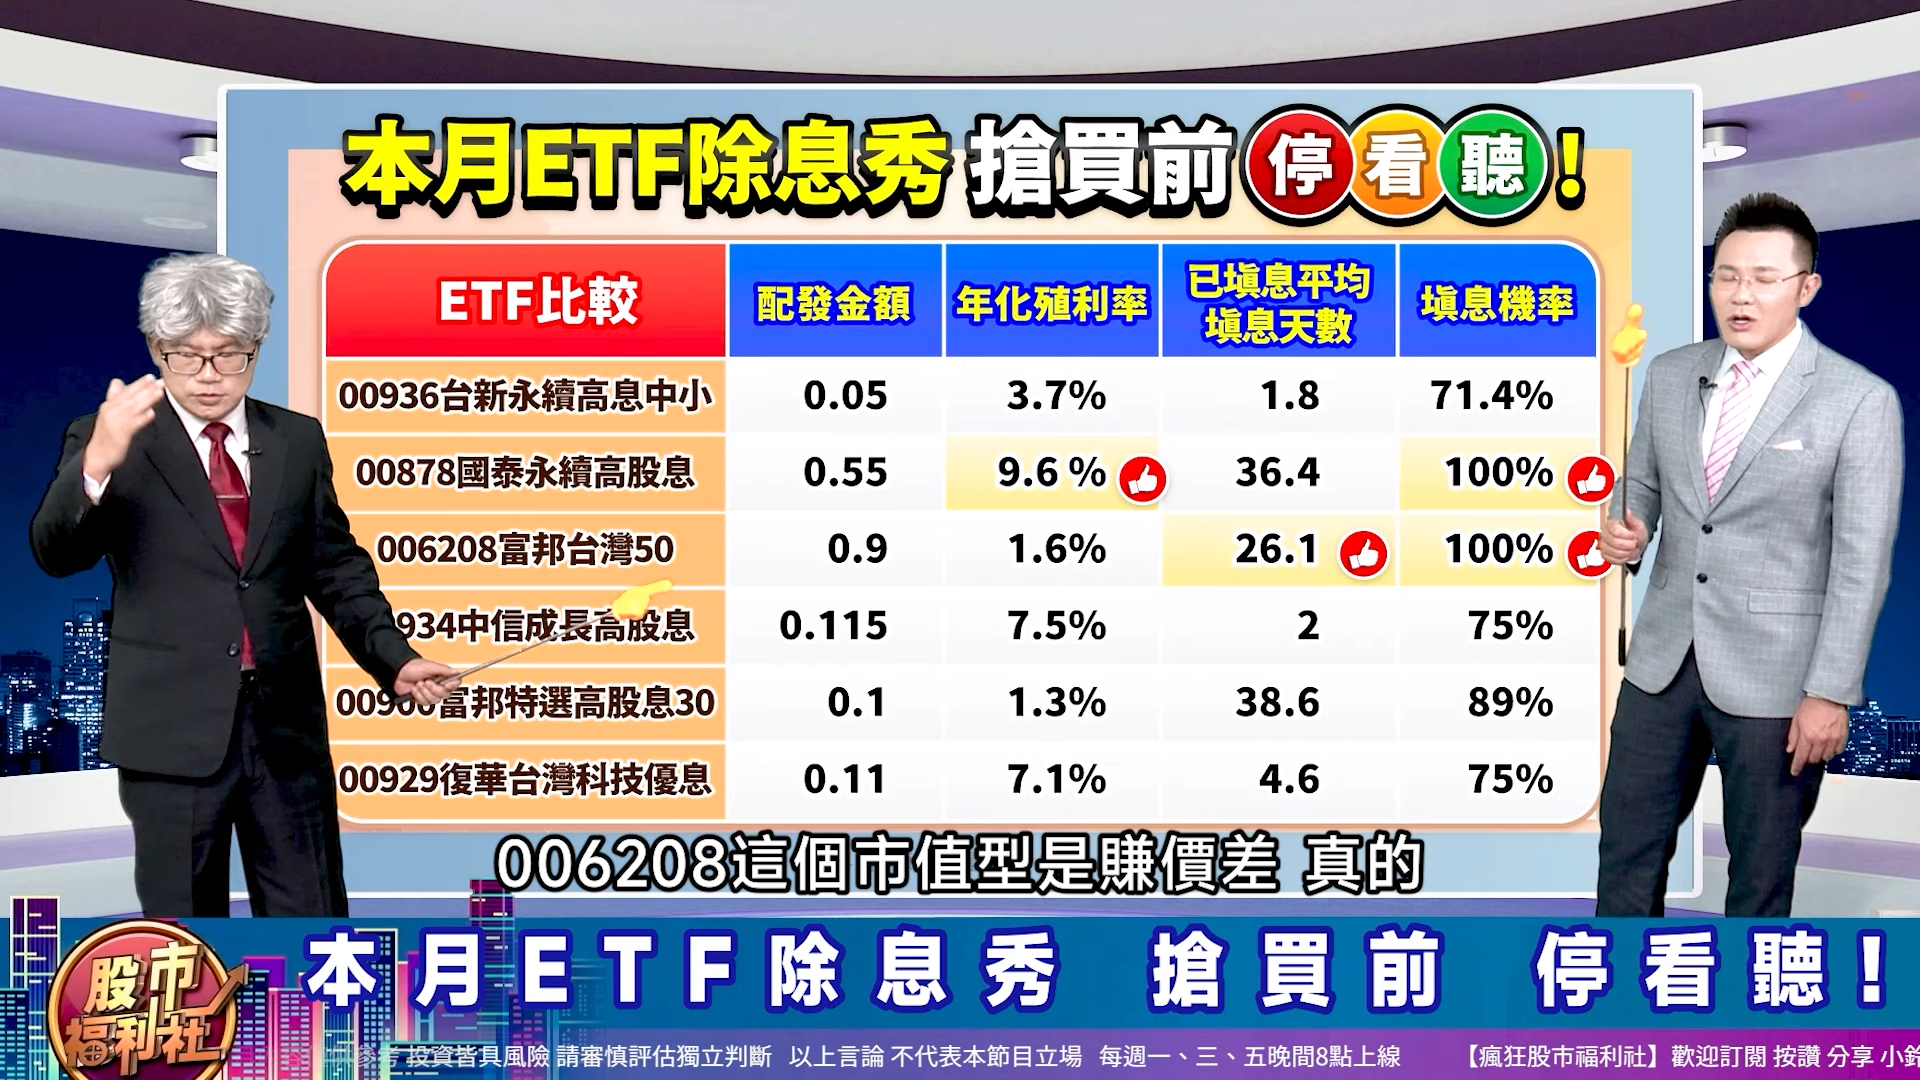 本月ETF除息秀 搶買前停看聽!
ETF比較 配發金額 年化殖利率 已填息平均填息天數 填息機率
00936台新永續高息中小 0.05 3.7% 1.8 71.4%
00878國泰永續高股息 0.55 9.6% 36.4 100%
006208富邦台灣50 0.9 1.6% 26.1 100%
934中信成長高股息 0.115 7.5% 2 75%
00900富邦特選高股息30 0.1 1.3% 38.6 89%
00929復華台灣科技優息 0.11 7.1% 4.6 75%
006208這個市值型是賺價差 真的
本月ETF除息秀 搶買前 停看聽!
股市福利社
參考 投資皆具風險 請審慎評估獨立判斷 以上言論 不代表本節目立場 每週一、三、五晚間8點上線 【瘋狂股市福利社】歡迎訂閱 按讚 分享 小鈴